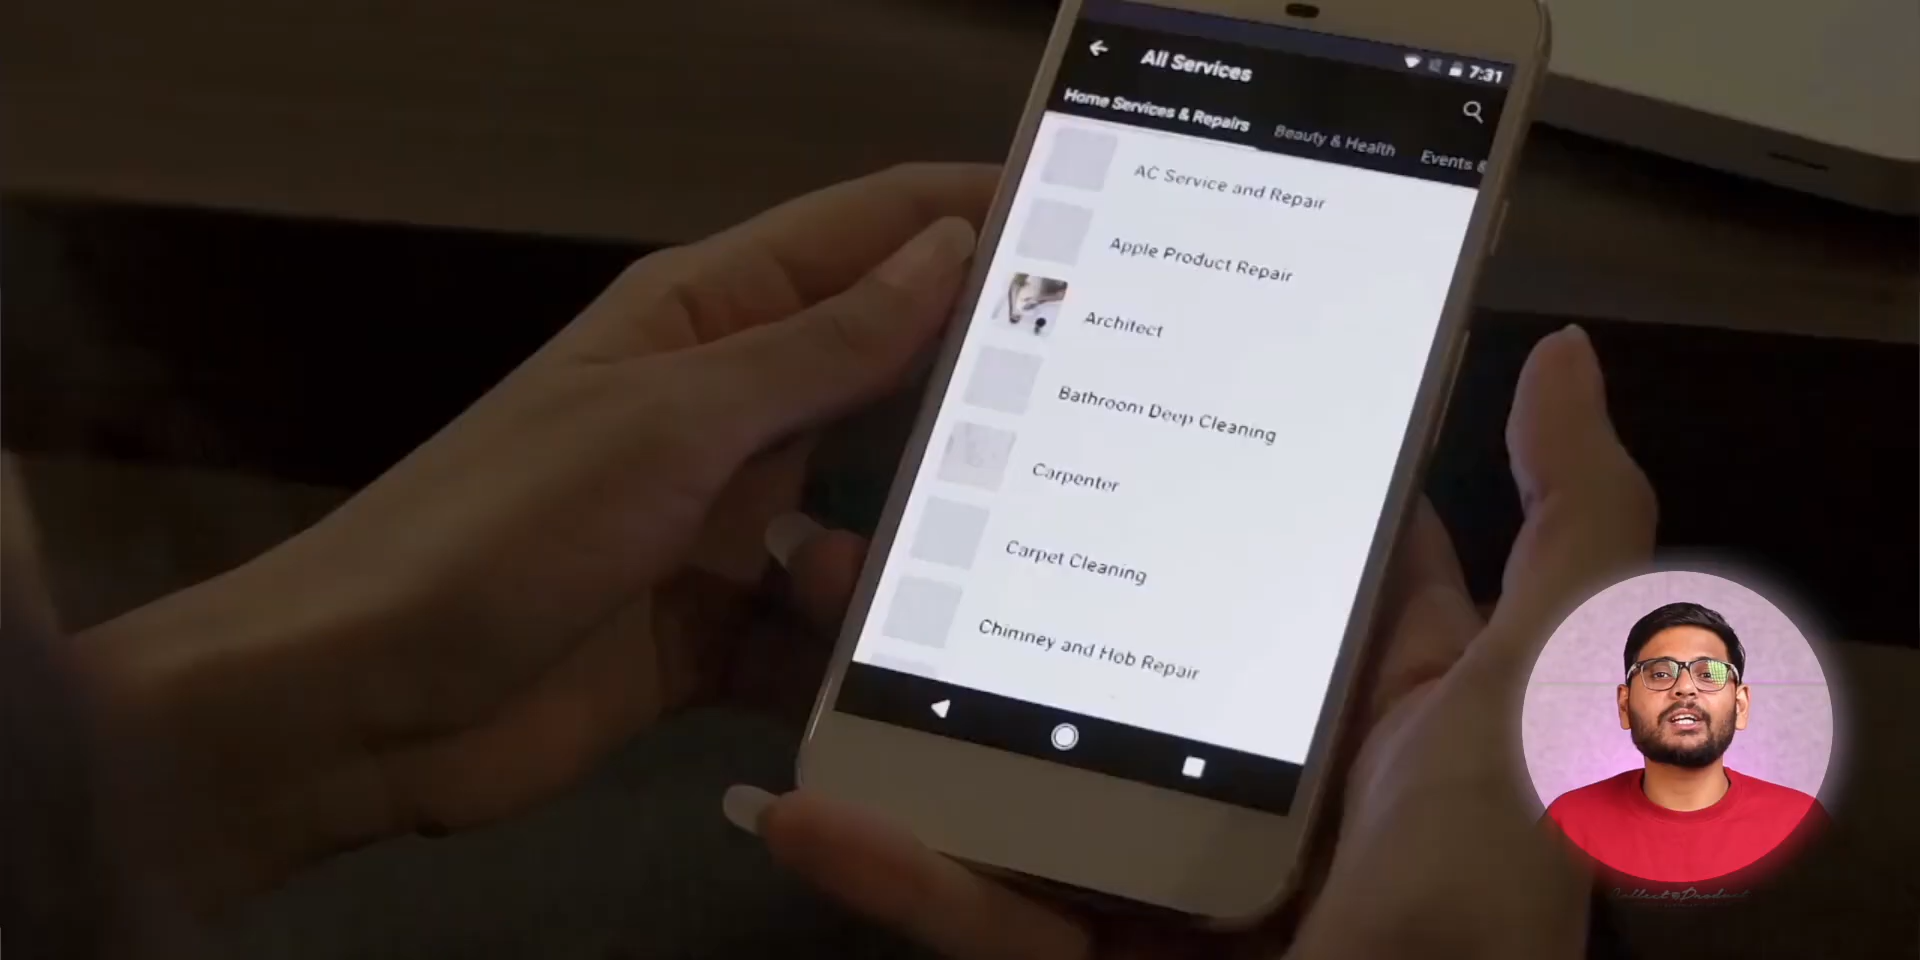 All Services
7:31
Home Services & Repairs
Beauty & Health
Events &
AC Service and Repair
Apple Product Repair
Architect
Bathroom Deep Cleaning
Carpenter
Carpet Cleaning
Chimney and Hob Repair